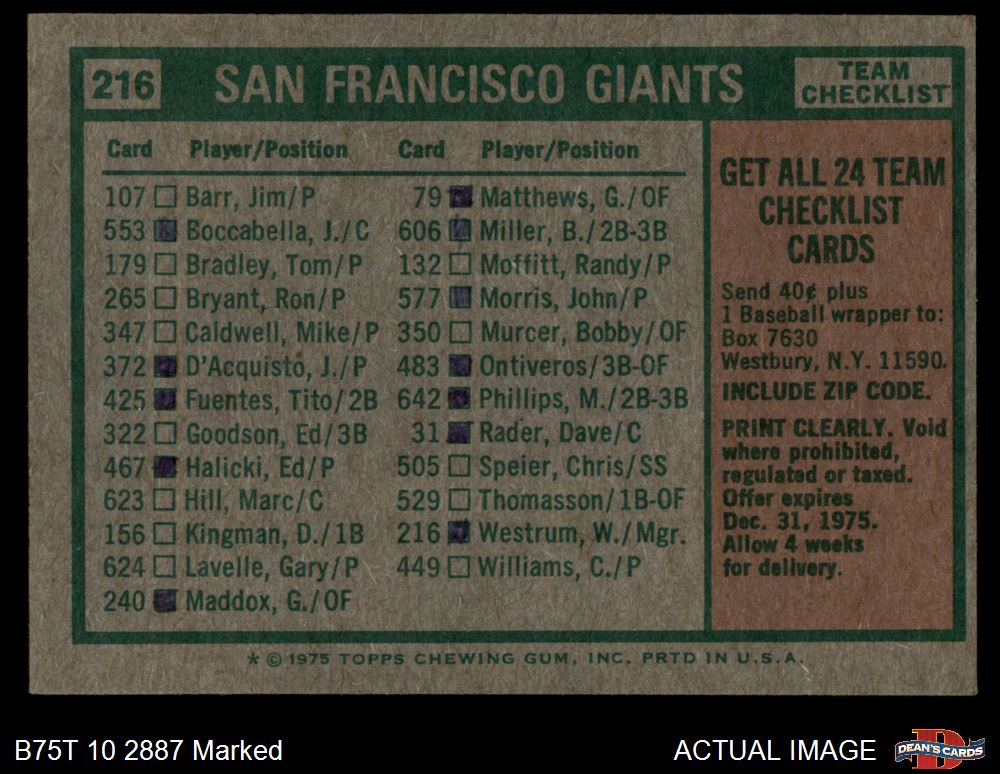 216 SAN FRANCISCO GIANTS TEAM CHECKLIST
Card Player/Position
107 Barr, Jim/P
553 Boccabella, J./C
179 Bradley, Tom/P
265 Bryant, Ron/P
347 Caldwell, Mike/P
372 D'Acquisto, J./P
425 Fuentes, Tito/2B
322 Goodson, Ed/3B
467 Halicki, Ed/P
623 Hill, Marc/C
156 Kingman, D./1B
624 Lavelle, Gary/P
240 Maddox, G./OF
Card Player/Position
79 Matthews, G./OF
606 Miller, B./2B-3B
132 Moffitt, Randy/P
577 Morris, John/P
350 Murcer, Bobby/OF
483 Ontiveros/3B-OF
642 Phillips, M./2B-3B
31 Rader, Dave/C
505 Speier, Chris/SS
529 Thomasson/1B-OF
216 Westrum, W./Mgr.
449 Williams, C./P
GET ALL 24 TEAM
CHECKLIST
CARDS
Send 40¢ plus
1 Baseball wrapper to:
Box 7630
Westbury, N.Y. 11590.
INCLUDE ZIP CODE.
PRINT CLEARLY. Void
where prohibited,
regulated or taxed.
Offer expires
Dec. 31, 1975.
Allow 4 weeks
for delivery.
* © 1975 TOPPS CHEWING GUM, INC. PRTD IN U.S.A.
B75T 10 2887 Marked
ACTUAL IMAGE
D
DEAN'S CARDS